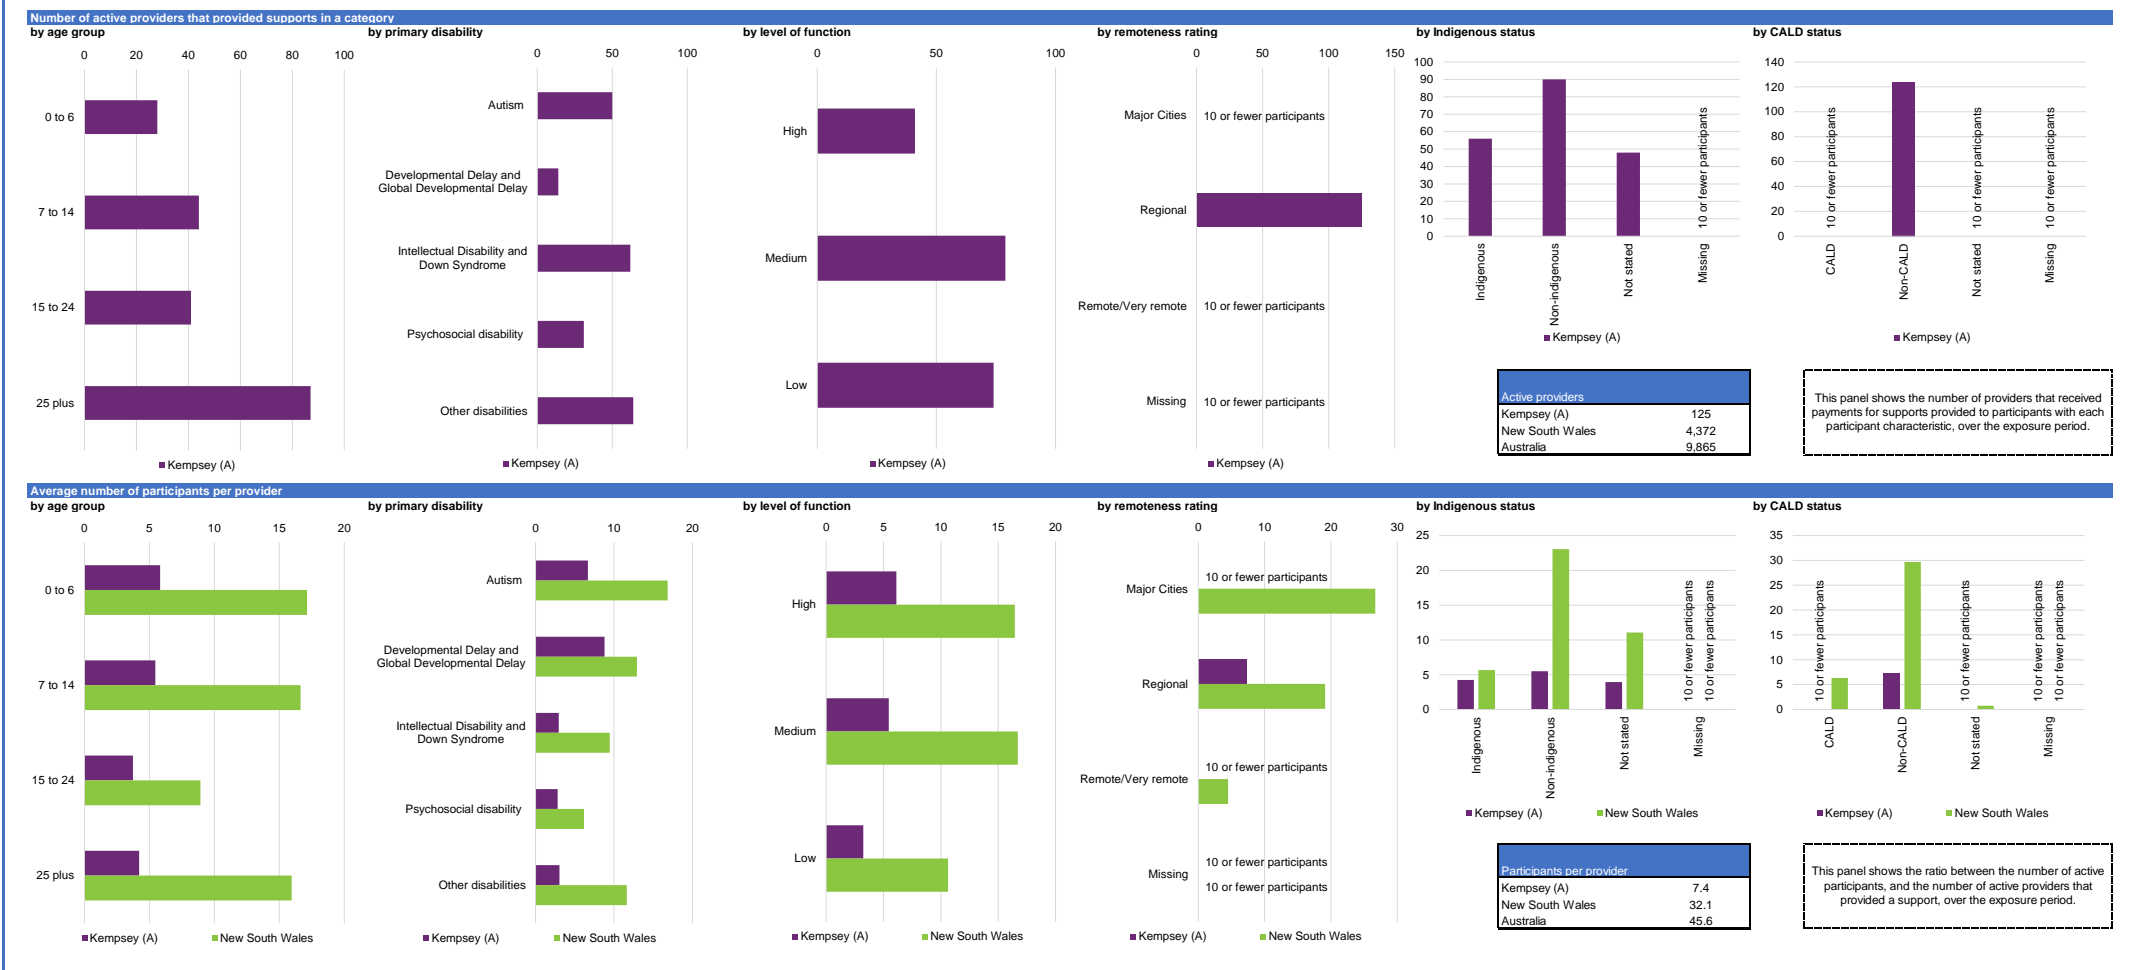 Number of active providers that provided supports in a category
by age group
0 20 40 60 80 100
0 to 6
7 to 14
15 to 24
25 plus
Kempsey (A)
by primary disability
0 50 100
Autism
Developmental Delay and
Global Developmental Delay
Intellectual Disability and
Down Syndrome
Psychosocial disability
Other disabilities
Kempsey (A)
by level of function
0 50 100
High
Medium
Low
Kempsey (A)
by remoteness rating
0 50 100 150
Major Cities 10 or fewer participants
Regional
Remote/Very remote 10 or fewer participants
Missing 10 or fewer participants
Kempsey (A)
by Indigenous status
100
90
80
70
60
50
40
30
20
10
0
10 or fewer participants
Indigenous
Non-indigenous
Not stated
Missing
Kempsey (A)
by CALD status
140
120
100
80
60
40
20
0
10 or fewer participants
10 or fewer participants
10 or fewer participants
CALD
Non-CALD
Not stated
Missing
Kempsey (A)
Active providers
Kempsey (A) 125
New South Wales 4,372
Australia 9,865
This panel shows the number of providers that received
payments for supports provided to participants with each
participant characteristic, over the exposure period.
Average number of participants per provider
by age group
0 5 10 15 20
0 to 6
7 to 14
15 to 24
25 plus
Kempsey (A) New South Wales
by primary disability
0 10 20
Autism
Developmental Delay and
Global Developmental Delay
Intellectual Disability and
Down Syndrome
Psychosocial disability
Other disabilities
Kempsey (A) New South Wales
by level of function
0 5 10 15 20
High
Medium
Low
Kempsey (A) New South Wales
by remoteness rating
0 10 20 30
10 or fewer participants
Major Cities
Regional
10 or fewer participants
Remote/Very remote
10 or fewer participants
Missing
10 or fewer participants
Kempsey (A) New South Wales
by Indigenous status
25
20
15
10
5
0
10 or fewer participants
10 or fewer participants
Indigenous
Non-indigenous
Not stated
Missing
Kempsey (A) New South Wales
by CALD status
35
30
25
20
15
10
5
0
10 or fewer participants
10 or fewer participants
10 or fewer participants
10 or fewer participants
CALD
Non-CALD
Not stated
Missing
Kempsey (A) New South Wales
Participants per provider
Kempsey (A) 7.4
New South Wales 32.1
Australia 45.6
This panel shows the ratio between the number of active
participants, and the number of active providers that
provided a support, over the exposure period.